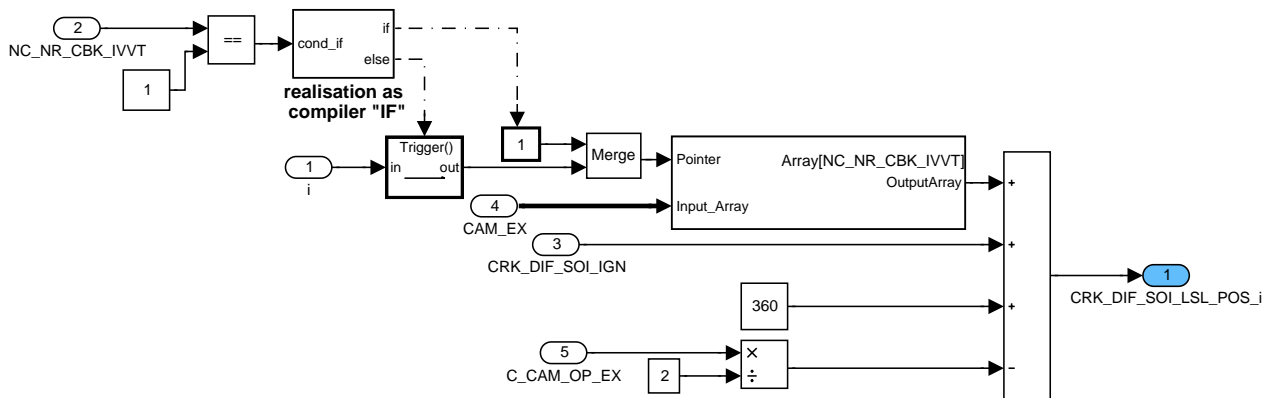 2
NC_NR_CBK_IVVT
1
==
cond_if
if
else
realisation as
compiler "IF"
1
i
Trigger()
in
out
1
Merge
Pointer
Array[NC_NR_CBK_IVVT]
OutputArray
Input_Array
4
CAM_EX
3
CRK_DIF_SOI_IGN
360
5
C_CAM_OP_EX
2
×
÷
+
+
+
−
1
CRK_DIF_SOI_LSL_POS_i